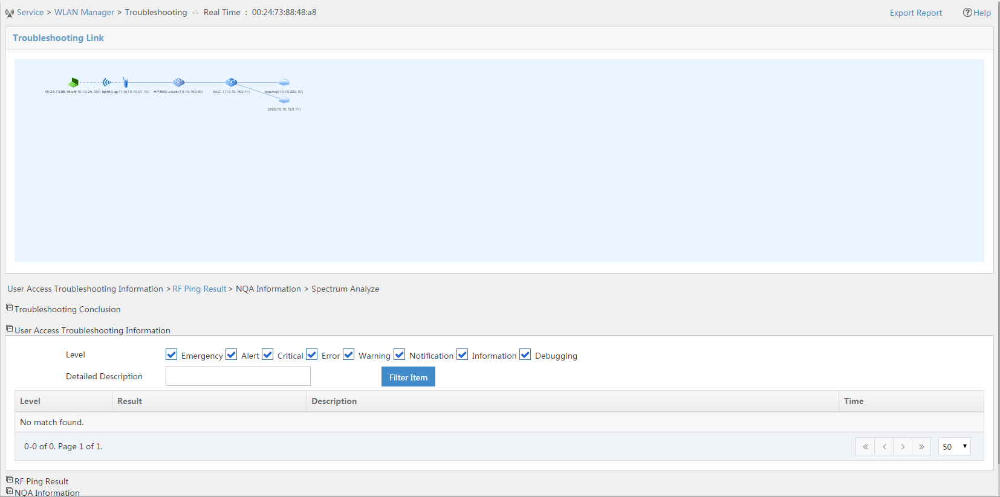 Service > WLAN Manager > Troubleshooting -- Real Time : 00:24:73:88:48:a8
Export Report
Help
Troubleshooting Link
00:24:73:88:48:a8(10.10.25.100)
hp560-ap11-fr(10.10.97.10)
HP3800-stack(10.10.150.40)
WLC-1(10.10.152.71)
Internet(10.10.220.10)
DNS(10.10.120.11)
User Access Troubleshooting Information > RF Ping Result > NQA Information > Spectrum Analyze
Troubleshooting Conclusion
User Access Troubleshooting Information
Level Emergency Alert Critical Error Warning Notification Information Debugging
Detailed Description Filter Item
Level Result Description Time
No match found.
0-0 of 0. Page 1 of 1. « < > » 50
RF Ping Result
NQA Information